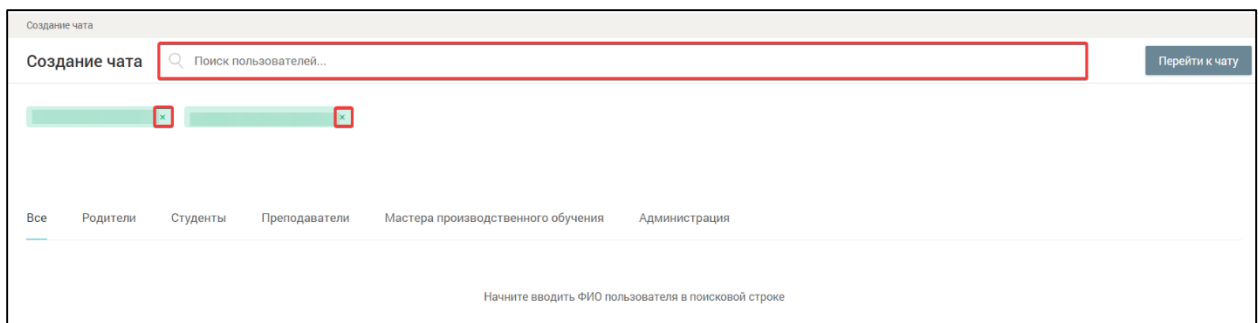 Создание чата
Создание чата Поиск пользователей... Перейти к чату
× ×
Все Родители Студенты Преподаватели Мастера производственного обучения Администрация
Начните вводить ФИО пользователя в поисковой строке